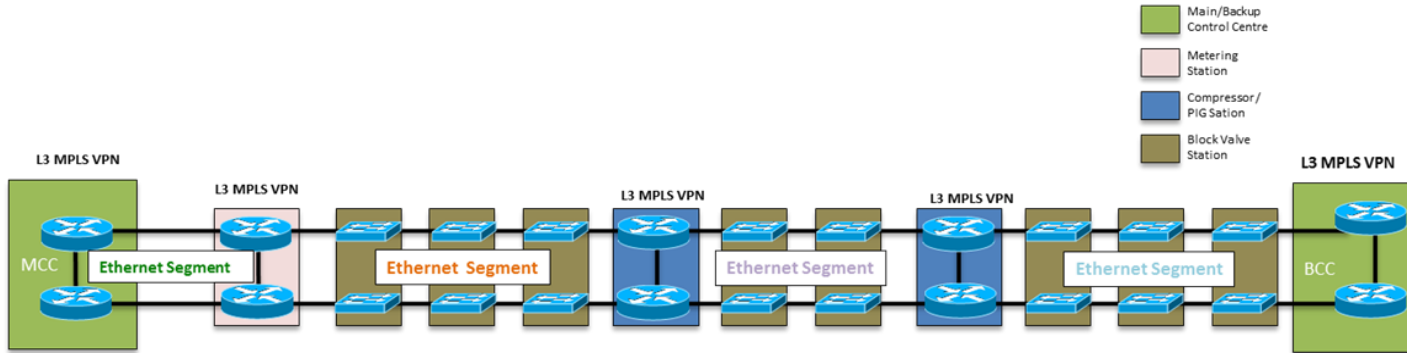 Main/Backup
Control Centre
Metering
Station
Compressor/
PIG Sation
Block Valve
Station
L3 MPLS VPN
L3 MPLS VPN
L3 MPLS VPN
L3 MPLS VPN
L3 MPLS VPN
MCC
Ethernet Segment
Ethernet Segment
Ethernet Segment
Ethernet Segment
BCC